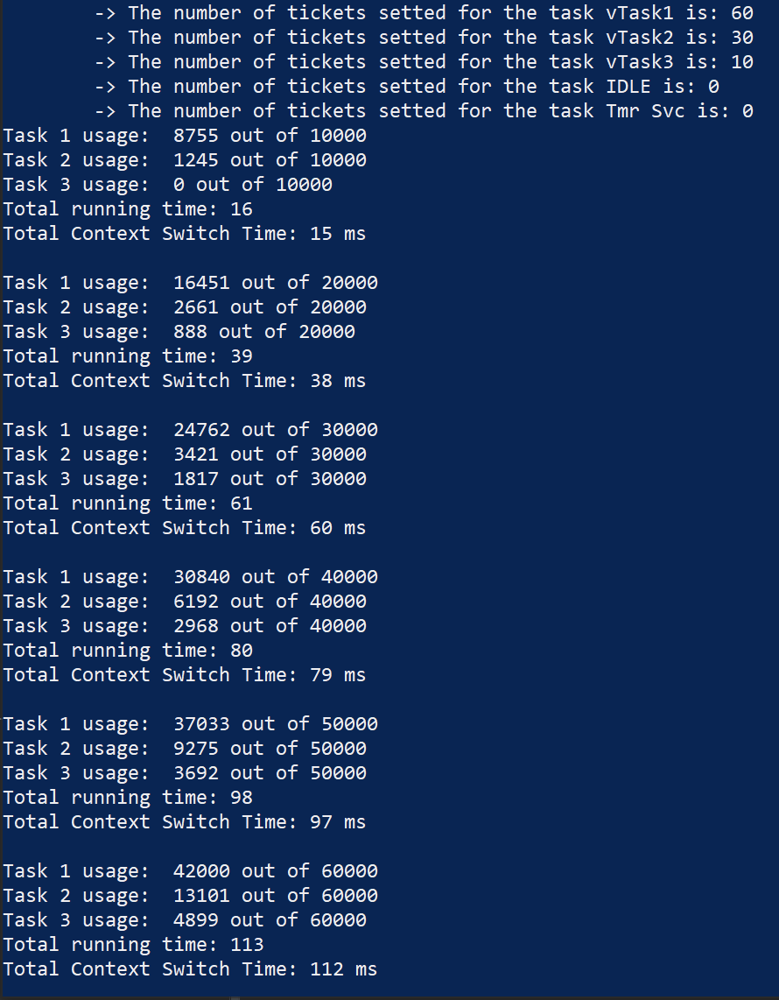 -> The number of tickets setted for the task vTask1 is: 60
-> The number of tickets setted for the task vTask2 is: 30
-> The number of tickets setted for the task vTask3 is: 10
-> The number of tickets setted for the task IDLE is: 0
-> The number of tickets setted for the task Tmr Svc is: 0
Task 1 usage:  8755 out of 10000
Task 2 usage:  1245 out of 10000
Task 3 usage:  0 out of 10000
Total running time: 16
Total Context Switch Time: 15 ms

Task 1 usage:  16451 out of 20000
Task 2 usage:  2661 out of 20000
Task 3 usage:  888 out of 20000
Total running time: 39
Total Context Switch Time: 38 ms

Task 1 usage:  24762 out of 30000
Task 2 usage:  3421 out of 30000
Task 3 usage:  1817 out of 30000
Total running time: 61
Total Context Switch Time: 60 ms

Task 1 usage:  30840 out of 40000
Task 2 usage:  6192 out of 40000
Task 3 usage:  2968 out of 40000
Total running time: 80
Total Context Switch Time: 79 ms

Task 1 usage:  37033 out of 50000
Task 2 usage:  9275 out of 50000
Task 3 usage:  3692 out of 50000
Total running time: 98
Total Context Switch Time: 97 ms

Task 1 usage:  42000 out of 60000
Task 2 usage:  13101 out of 60000
Task 3 usage:  4899 out of 60000
Total running time: 113
Total Context Switch Time: 112 ms